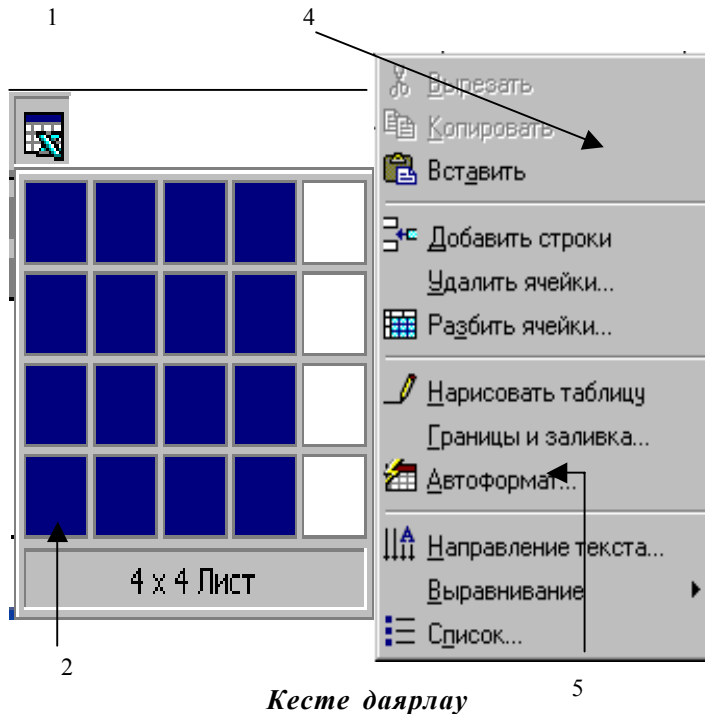 1
4
Вырезать
Копировать
Вставить
Добавить строки
Удалить ячейки...
Разбить ячейки...
Нарисовать таблицу
Границы и заливка...
Автоформат...
4 x 4 Лист
Направление текста...
Выравнивание
Список...
2
5
Кесте даярлау